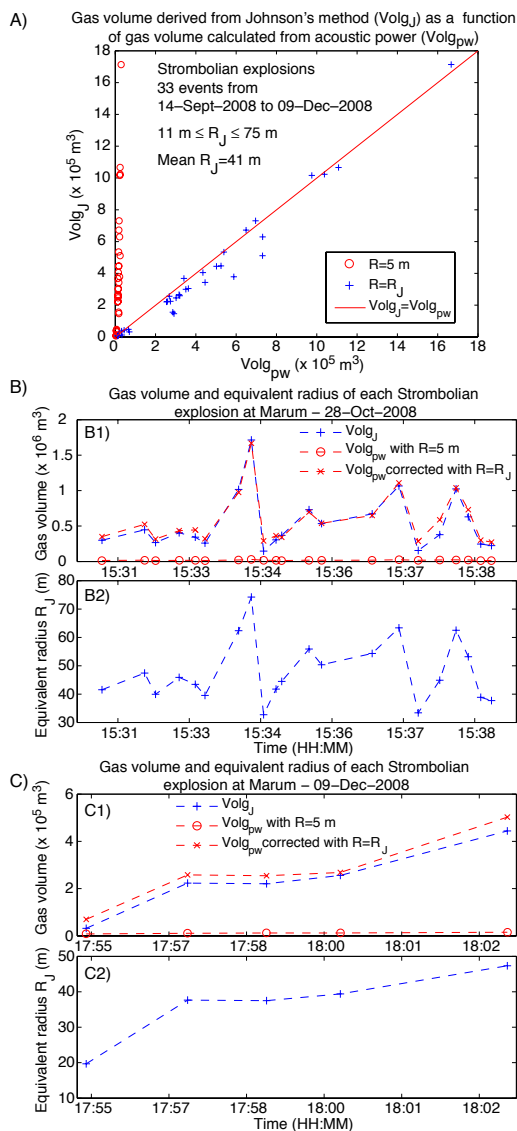 A)
Gas volume derived from Johnson's method (Volg_J) as a function
of gas volume calculated from acoustic power (Volg_pw)
18
16
14
12
10
8
6
4
2
0
Volg_J (x 10^5 m^3)
Strombolian explosions
33 events from
14–Sept–2008 to 09–Dec–2008
11 m ≤ R_J ≤ 75 m
Mean R_J=41 m
R=5 m
R=R_J
Volg_J=Volg_pw
0 2 4 6 8 10 12 14 16 18
Volg_pw (x 10^5 m^3)
B)
Gas volume and equivalent radius of each Strombolian
explosion at Marum – 28–Oct–2008
B1)
Volg_J
Volg_pw with R=5 m
Volg_pw corrected with R=R_J
2
1.5
1
0.5
0
Gas volume (x 10^6 m^3)
15:31 15:33 15:34 15:36 15:37 15:38
B2)
80
70
60
50
40
30
Equivalent radius R_J (m)
15:31 15:33 15:34 15:36 15:37 15:38
Time (HH:MM)
C)
Gas volume and equivalent radius of each Strombolian
explosion at Marum – 09–Dec–2008
C1)
Volg_J
Volg_pw with R=5 m
Volg_pw corrected with R=R_J
6
4
2
0
Gas volume (x 10^5 m^3)
17:55 17:57 17:58 18:00 18:01 18:02
C2)
50
40
30
20
10
Equivalent radius R_J (m)
17:55 17:57 17:58 18:00 18:01 18:02
Time (HH:MM)